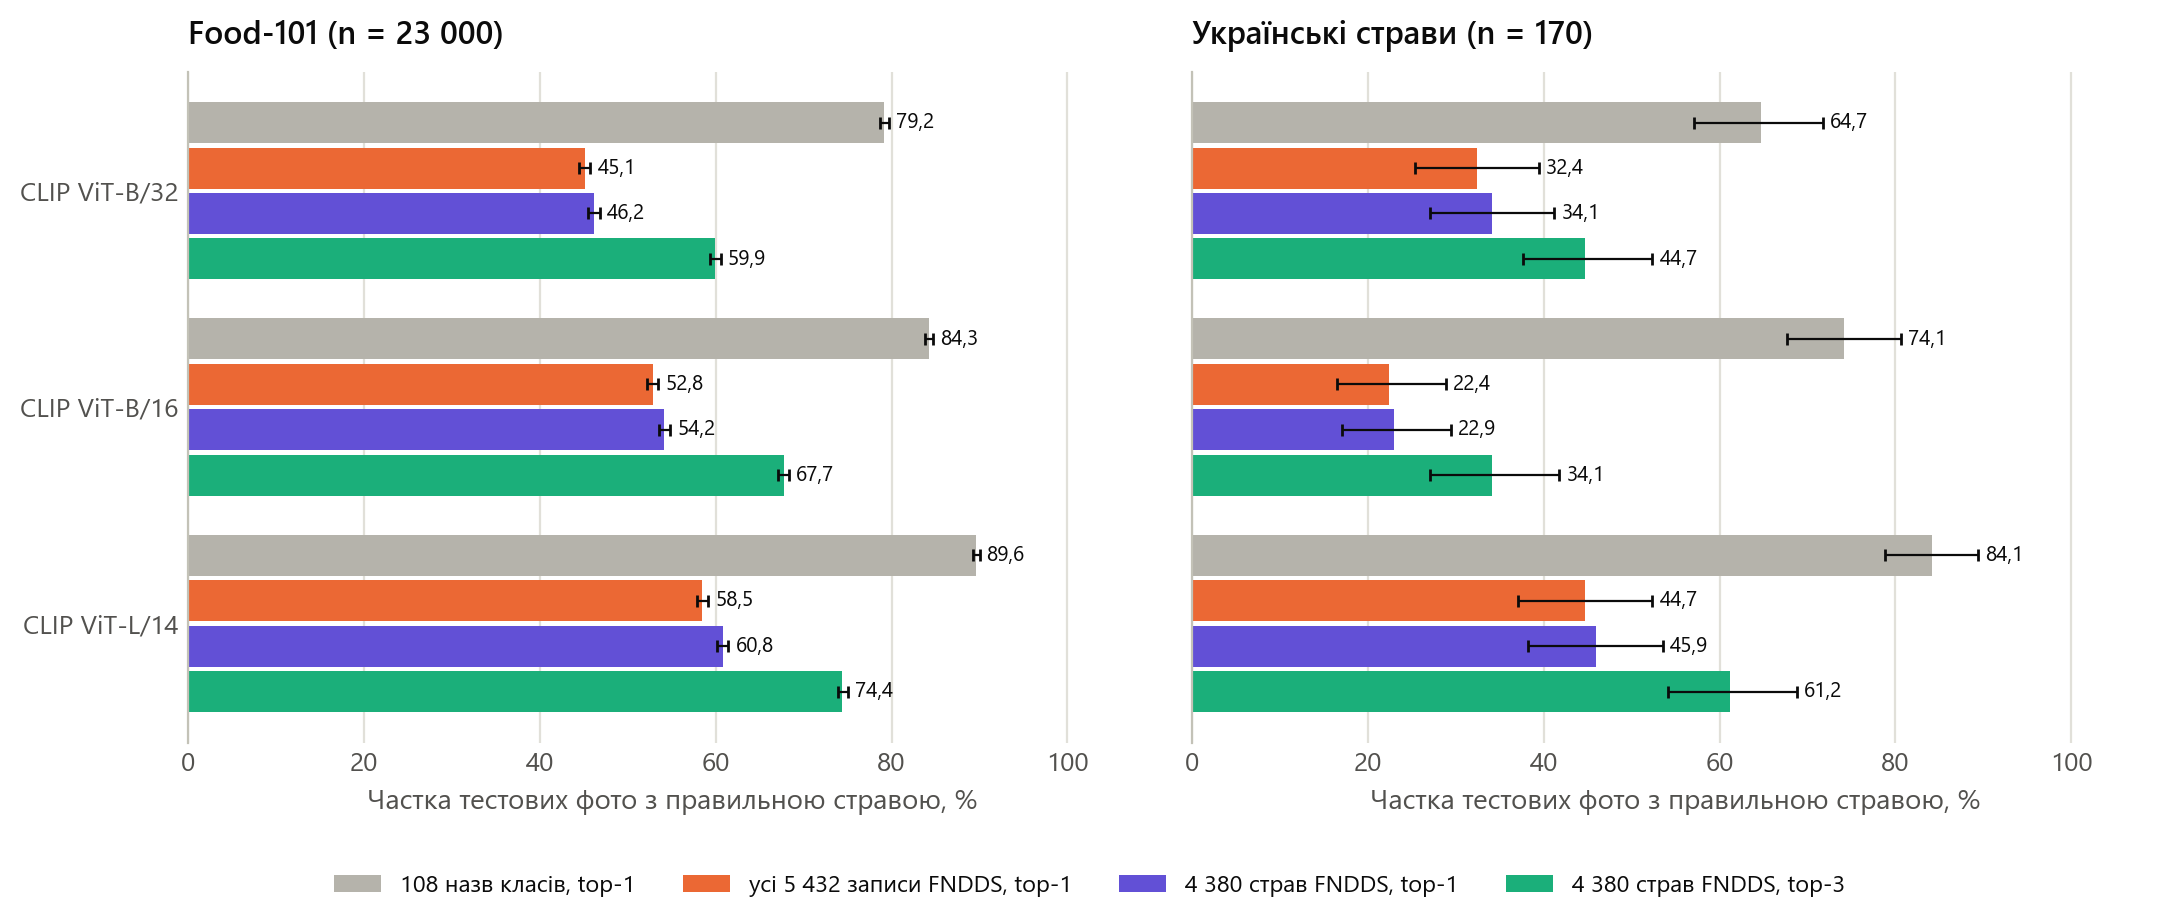 Food-101 (n = 23 000)
CLIP ViT-B/32
79,2
45,1
46,2
59,9
CLIP ViT-B/16
84,3
52,8
54,2
67,7
CLIP ViT-L/14
89,6
58,5
60,8
74,4
0 20 40 60 80 100
Частка тестових фото з правильною стравою, %
Українські страви (n = 170)
64,7
32,4
34,1
44,7
74,1
22,4
22,9
34,1
84,1
44,7
45,9
61,2
0 20 40 60 80 100
Частка тестових фото з правильною стравою, %
108 назв класів, top-1
усі 5 432 записи FNDDS, top-1
4 380 страв FNDDS, top-1
4 380 страв FNDDS, top-3